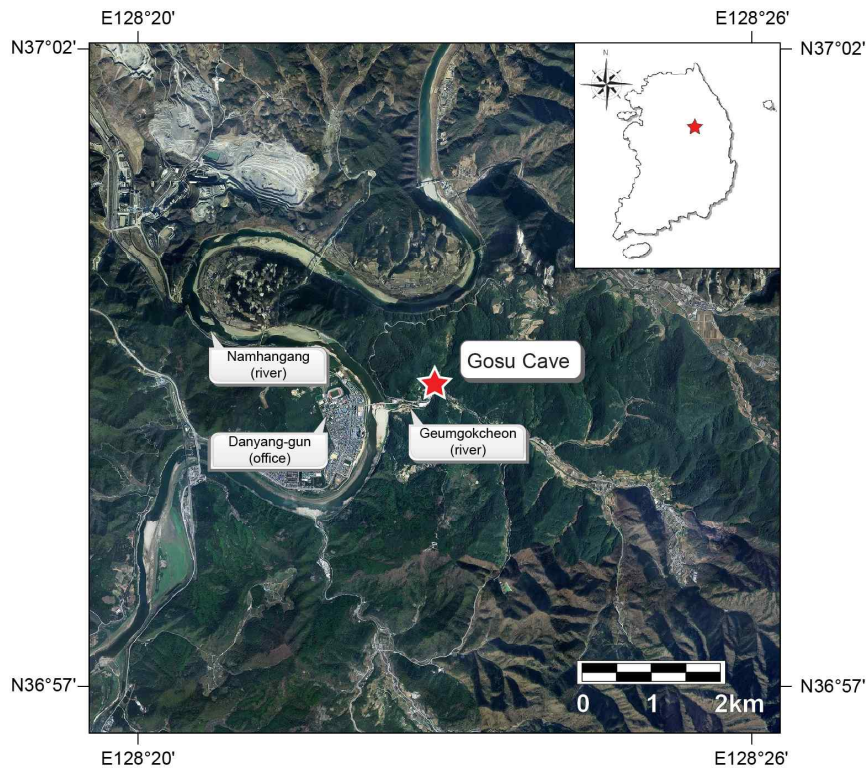 E128°20'
E128°26'
N37°02'
N37°02'
N
Gosu Cave
Namhangang
(river)
Danyang-gun
(office)
Geumgokcheon
(river)
N36°57'
N36°57'
0 1 2km
E128°20'
E128°26'